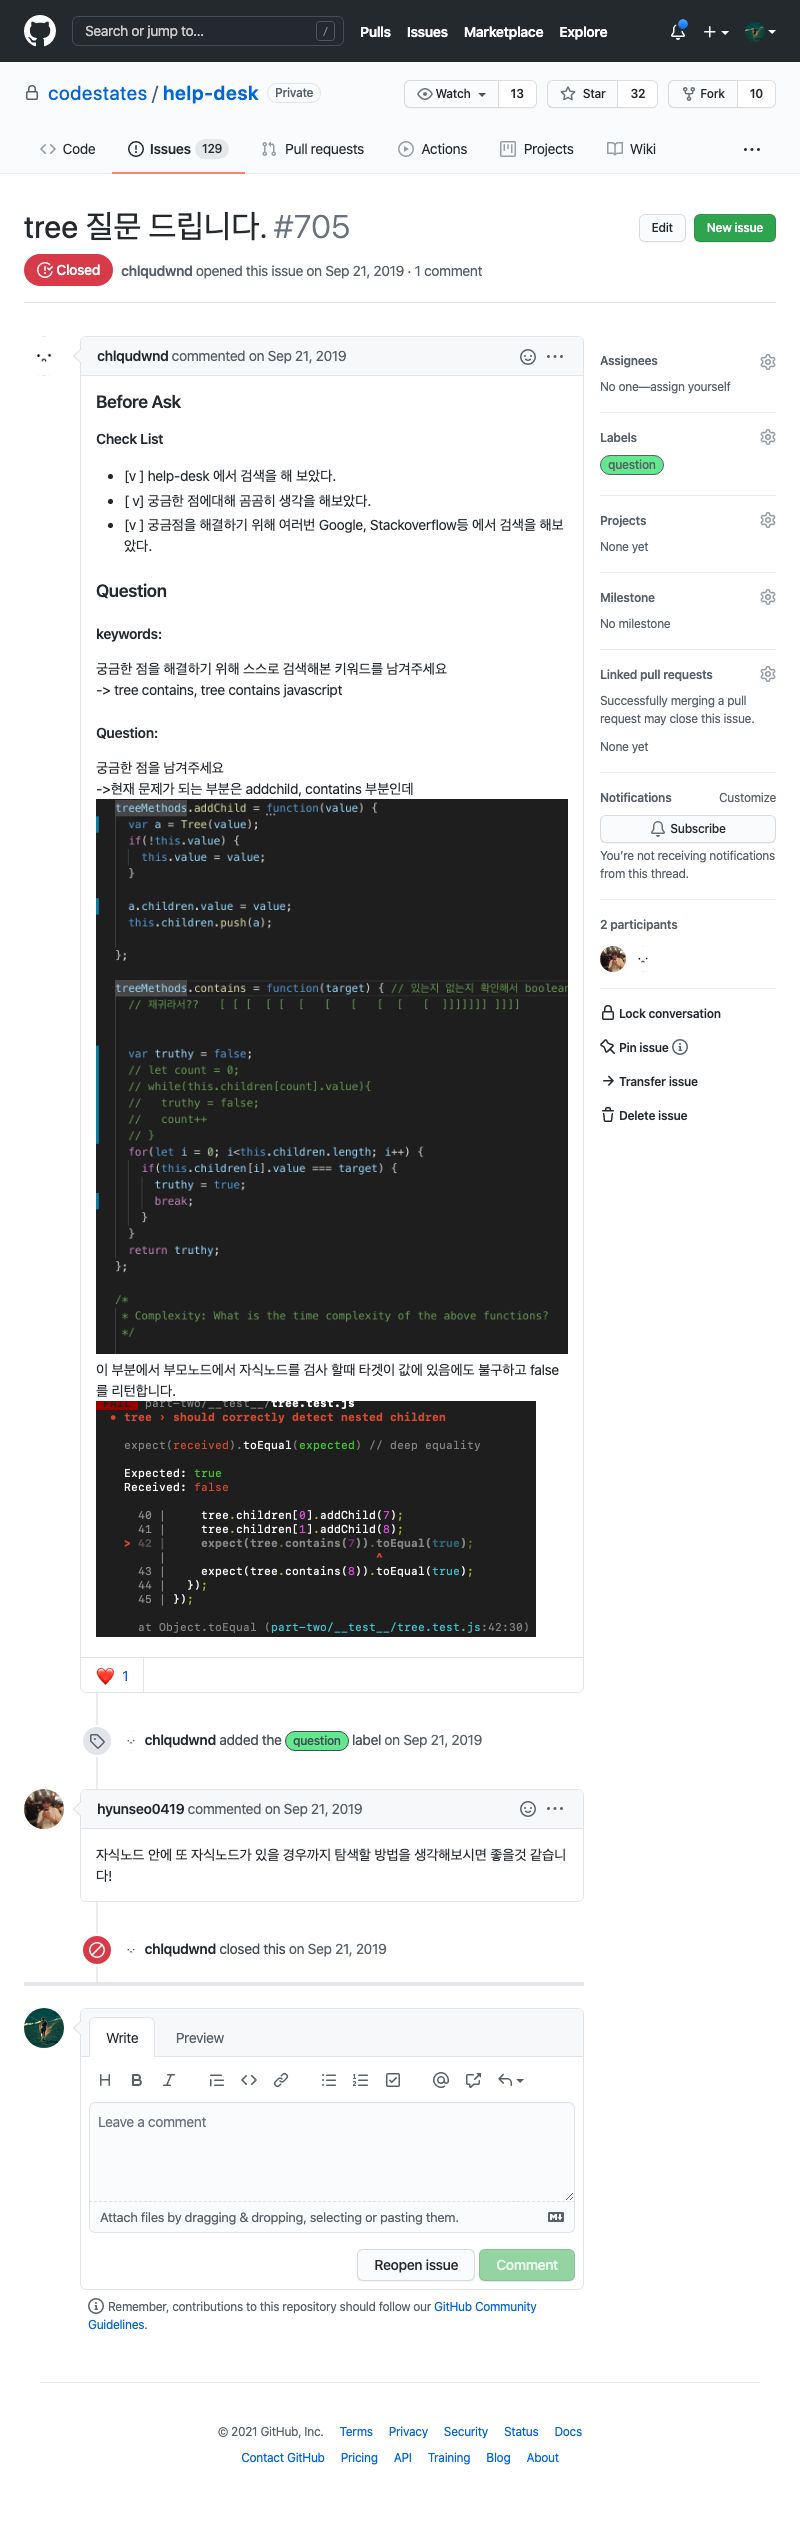 Search or jump to... /
Pulls Issues Marketplace Explore
codestates / help-desk Private
Watch 13 Star 32 Fork 10
Code Issues 129 Pull requests Actions Projects Wiki
tree 질문 드립니다. #705
Edit New issue
Closed chlqudwnd opened this issue on Sep 21, 2019 · 1 comment
chlqudwnd commented on Sep 21, 2019
Before Ask
Check List
[v ] help-desk 에서 검색을 해 보았다.
[ v] 궁금한 점에대해 곰곰히 생각을 해보았다.
[v ] 궁금점을 해결하기 위해 여러번 Google, Stackoverflow등 에서 검색을 해보
았다.
Question
keywords:
궁금한 점을 해결하기 위해 스스로 검색해본 키워드를 남겨주세요
-> tree contains, tree contains javascript
Question:
궁금한 점을 남겨주세요
->현재 문제가 되는 부분은 addchild, contatins 부분인데
treeMethods.addChild = function(value) {
var a = Tree(value);
if(!this.value) {
this.value = value;
}
a.children.value = value;
this.children.push(a);
};
treeMethods.contains = function(target) { // 있는지 없는지 확인해서 boolean
// 재귀라서?? [ [ [ [ [ [ [ [ [ [ [ ]]]]]]] ]]]]
var truthy = false;
// let count = 0;
// while(this.children[count].value){
// truthy = false;
// count++
// }
for(let i = 0; i<this.children.length; i++) {
if(this.children[i].value === target) {
truthy = true;
break;
}
}
return truthy;
};
/*
* Complexity: What is the time complexity of the above functions?
*/
이 부분에서 부모노드에서 자식노드를 검사 할때 타겟이 값에 있음에도 불구하고 false
를 리턴합니다.
FAIL part-two/__test__/tree.test.js
● tree › should correctly detect nested children
expect(received).toEqual(expected) // deep equality
Expected: true
Received: false
40 | tree.children[0].addChild(7);
41 | tree.children[1].addChild(8);
> 42 | expect(tree.contains(7)).toEqual(true);
| ^
43 | expect(tree.contains(8)).toEqual(true);
44 | });
45 | });
at Object.toEqual (part-two/__test__/tree.test.js:42:30)
1
chlqudwnd added the question label on Sep 21, 2019
hyunseo0419 commented on Sep 21, 2019
자식노드 안에 또 자식노드가 있을 경우까지 탐색할 방법을 생각해보시면 좋을것 같습니
다!
chlqudwnd closed this on Sep 21, 2019
Write Preview
Leave a comment
Attach files by dragging & dropping, selecting or pasting them.
Reopen issue Comment
Remember, contributions to this repository should follow our GitHub Community
Guidelines.
Assignees
No one—assign yourself
Labels
question
Projects
None yet
Milestone
No milestone
Linked pull requests
Successfully merging a pull
request may close this issue.
None yet
Notifications Customize
Subscribe
You're not receiving notifications
from this thread.
2 participants
Lock conversation
Pin issue
Transfer issue
Delete issue
© 2021 GitHub, Inc. Terms Privacy Security Status Docs
Contact GitHub Pricing API Training Blog About